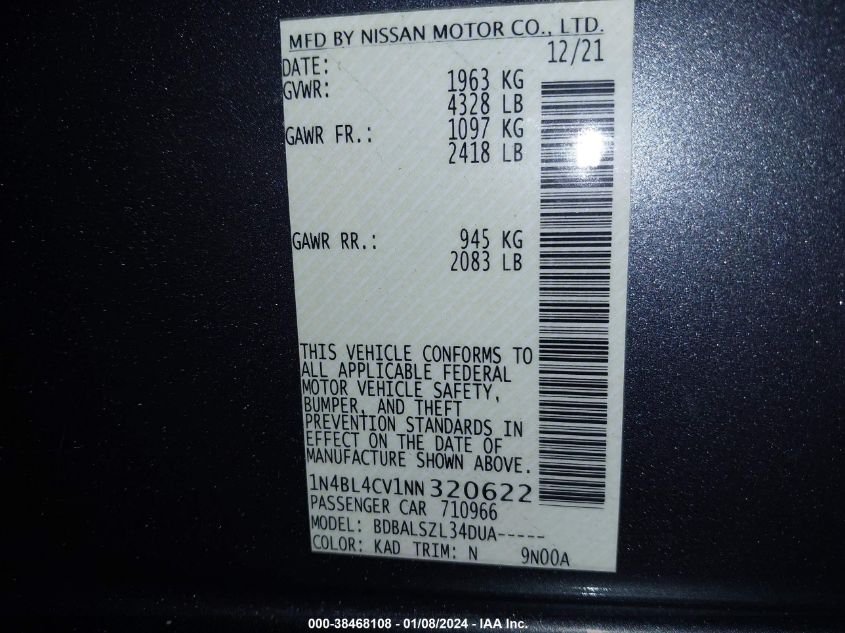 MFD BY NISSAN MOTOR CO., LTD.
DATE: 12/21
GVWR: 1963 KG
4328 LB
GAWR FR.: 1097 KG
2418 LB
GAWR RR.: 945 KG
2083 LB
THIS VEHICLE CONFORMS TO
ALL APPLICABLE FEDERAL
MOTOR VEHICLE SAFETY,
BUMPER, AND THEFT
PREVENTION STANDARDS IN
EFFECT ON THE DATE OF
MANUFACTURE SHOWN ABOVE.
1N4BL4CV1NN320622
PASSENGER CAR 710966
MODEL: BDBALSZL34DUA-----
COLOR: KAD TRIM: N 9N00A
000-38468108 - 01/08/2024 - IAA Inc.